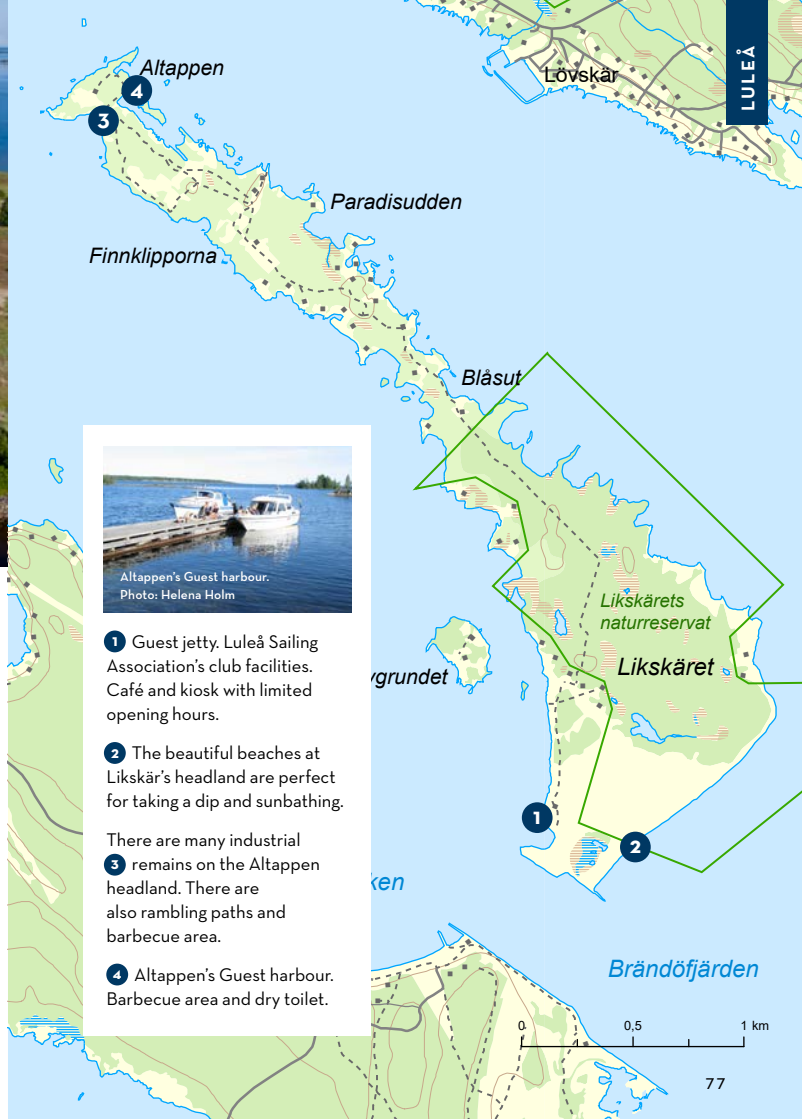 LULEÅ
Altappen
4
3
Lövskär
Paradisudden
Finnklipporna
Blåsut
Likskärets
naturreservat
Likskäret
ygrundet
1
2
ken
Brändöfjärden
0 0,5 1 km
Altappen's Guest harbour.
Photo: Helena Holm
1 Guest jetty. Luleå Sailing
Association's club facilities.
Café and kiosk with limited
opening hours.
2 The beautiful beaches at
Likskär's headland are perfect
for taking a dip and sunbathing.
There are many industrial
3 remains on the Altappen
headland. There are
also rambling paths and
barbecue area.
4 Altappen's Guest harbour.
Barbecue area and dry toilet.
77